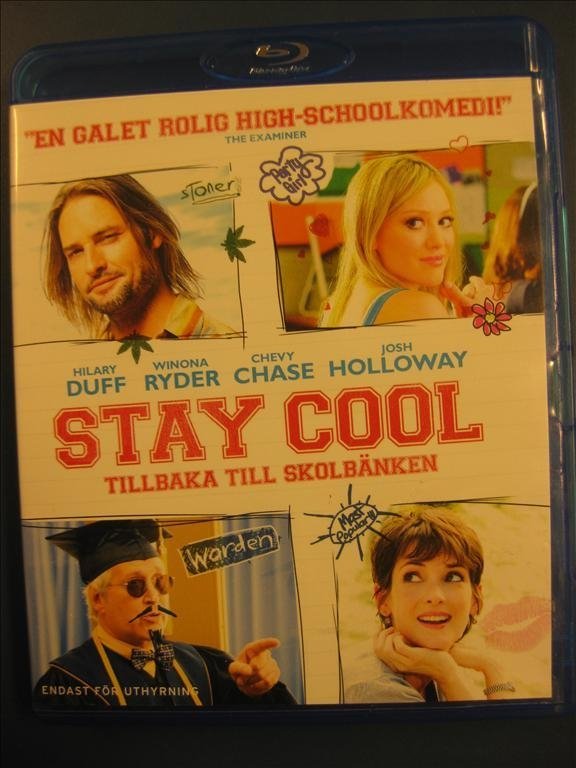 Blu-ray Disc
"EN GALET ROLIG HIGH-SCHOOLKOMEDI!"
THE EXAMINER
stoner
Party Girl
HILARY DUFF
WINONA RYDER
CHEVY CHASE
JOSH HOLLOWAY
STAY COOL
TILLBAKA TILL SKOLBÄNKEN
Warden
Most Popular!!
ENDAST FÖR UTHYRNING